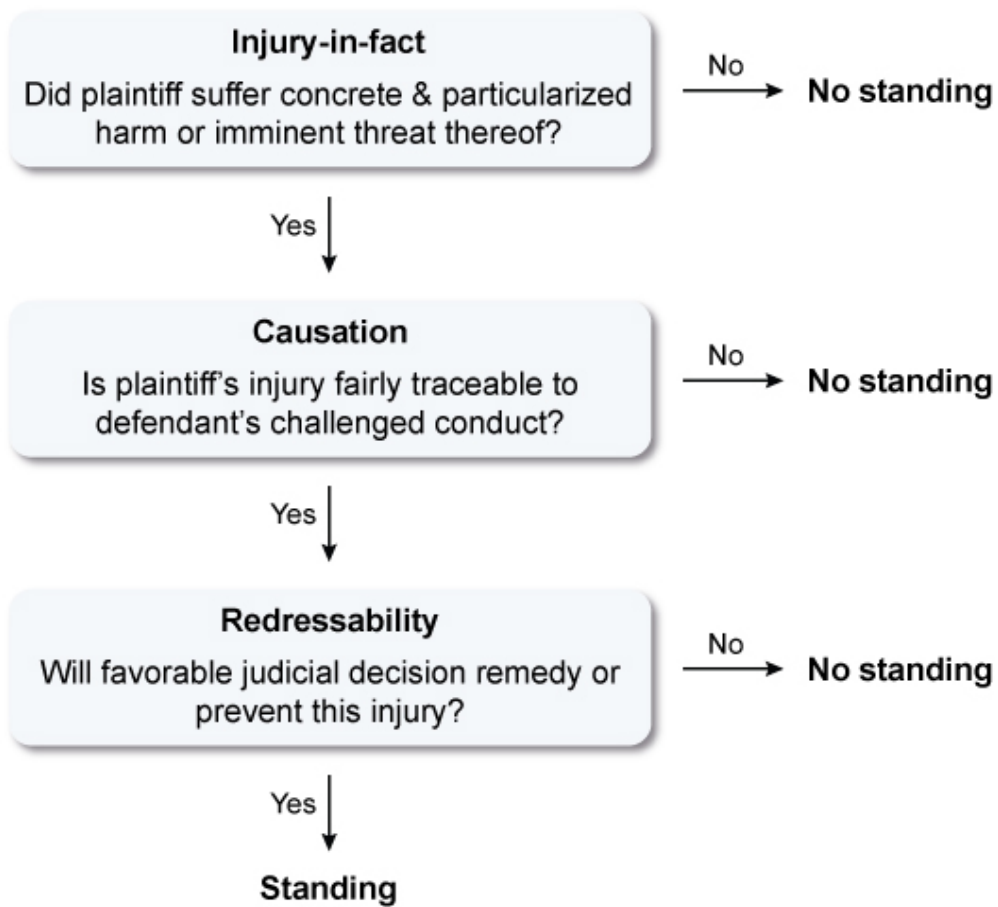 Injury-in-fact
Did plaintiff suffer concrete & particularized
harm or imminent threat thereof?
No
No standing
Yes
Causation
Is plaintiff's injury fairly traceable to
defendant's challenged conduct?
No
No standing
Yes
Redressability
Will favorable judicial decision remedy or
prevent this injury?
No
No standing
Yes
Standing